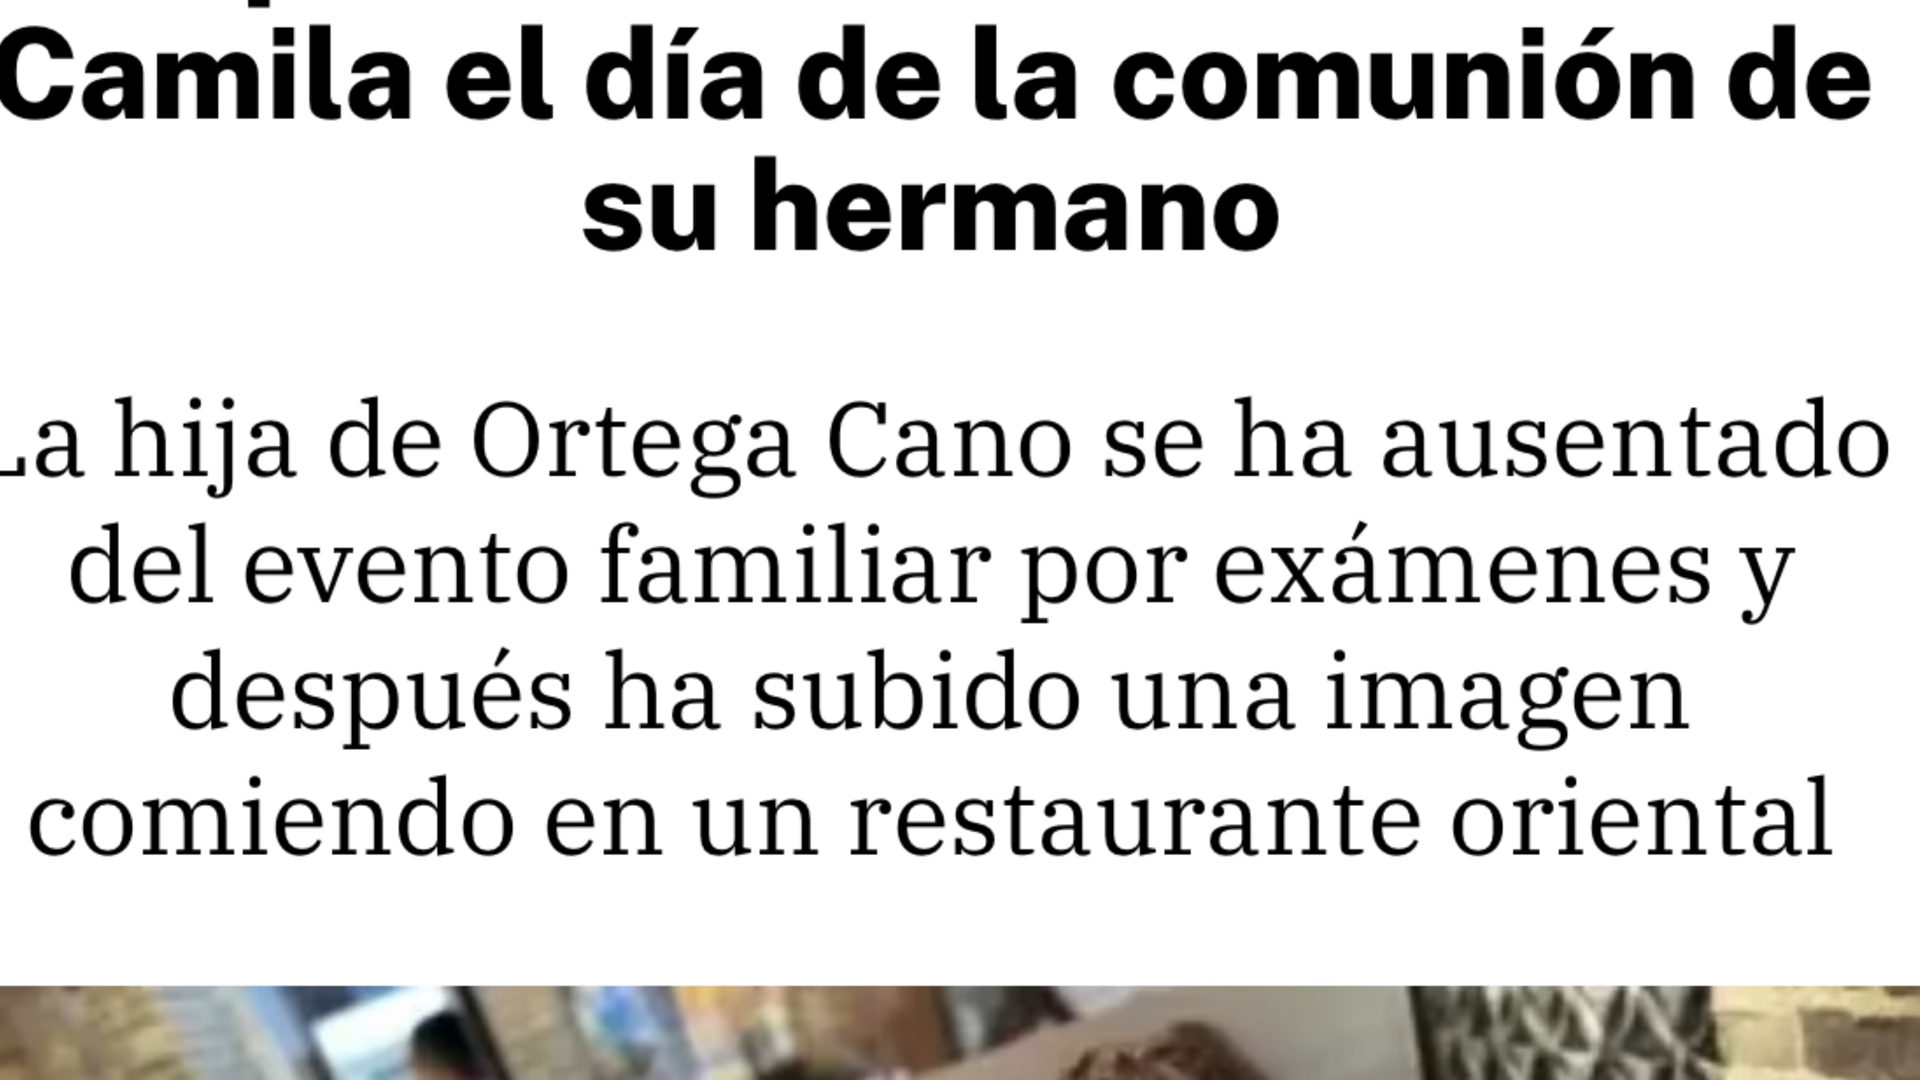 Camila el día de la comunión de
su hermano
La hija de Ortega Cano se ha ausentado
del evento familiar por exámenes y
después ha subido una imagen
comiendo en un restaurante oriental